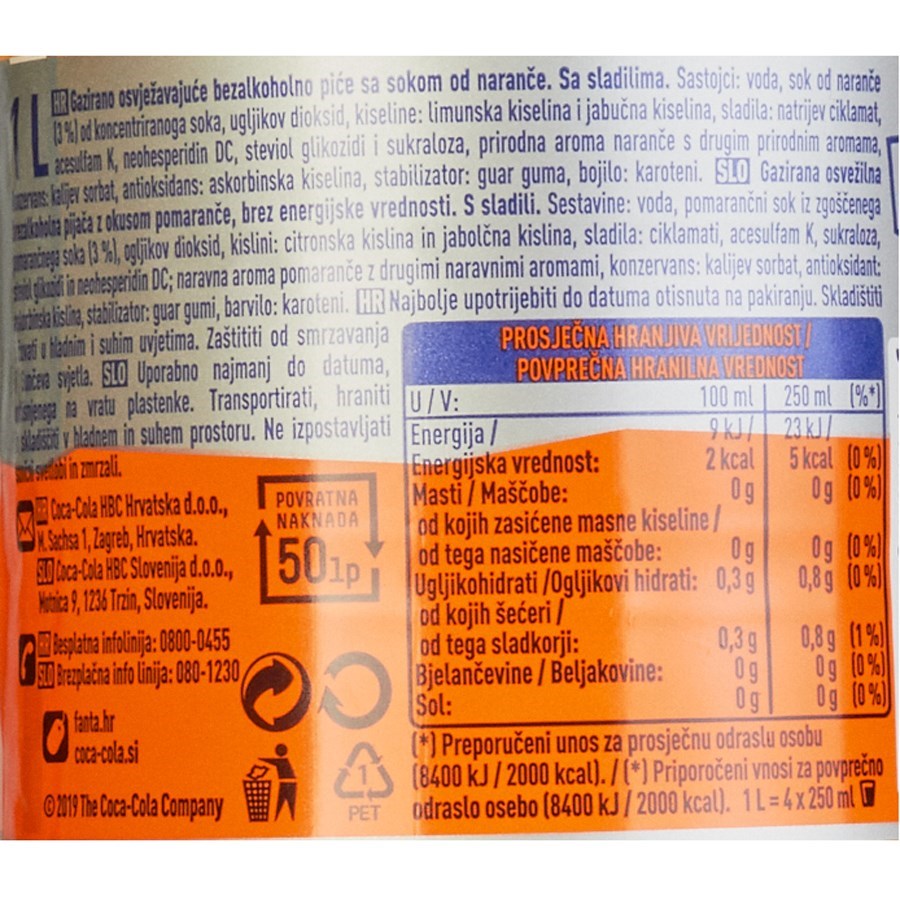 1 L
HR Gazirano osvježavajuće bezalkoholno piće sa sokom od naranče. Sa sladilima. Sastojci: voda, sok od naranče
(3 %) od koncentriranoga soka, ugljikov dioksid, kiseline: limunska kiselina i jabučna kiselina, sladila: natrijev ciklamat,
acesulfam K, neohesperidin DC, steviol glikozidi i sukraloza, prirodna aroma naranče s drugim prirodnim aromama,
kalijev sorbat, antioksidans: askorbinska kiselina, stabilizator: guar guma, bojilo: karoteni. SLO Gazirana osvežilna
pijača z okusom pomaranče, brez energijske vrednosti. S sladili. Sestavine: voda, pomarančni sok iz zgoščenega
soka (3 %), ogljikov dioksid, kislini: citronska kislina in jabolčna kislina, sladila: ciklamati, acesulfam K, sukraloza,
glikozidi in neohesperidin DC; naravna aroma pomaranče z drugimi naravnimi aromami, konzervans: kalijev sorbat, antioksidant:
kislina, stabilizator: guar gumi, barvilo: karoteni. HR Najbolje upotrijebiti do datuma otisnuta na pakiranju. Skladištiti
u hladnim i suhim uvjetima. Zaštititi od smrzavanja
svjetla. SLO Uporabno najmanj do datuma,
na vratu plastenke. Transportirati, hraniti
v hladnem in suhem prostoru. Ne izpostavljati
in zmrzali.
PROSJEČNA HRANJIVA VRIJEDNOST /
POVPREČNA HRANILNA VREDNOST
U / V: 100 ml 250 ml (%*)
Energija / 9 kJ / 23 kJ /
Energijska vrednost: 2 kcal 5 kcal (0 %)
Masti / Maščobe: 0 g 0g (0 %)
od kojih zasićene masne kiseline /
od tega nasičene maščobe: 0 g 0g (0 %)
Ugljikohidrati /Ogljikovi hidrati: 0,3 g 0,8 g (0 %)
od kojih šećeri /
od tega sladkorji: 0,3 g 0,8 g (1 %)
Bjelančevine / Beljakovine: 0 g 0g (0 %)
Sol: 0 g 0g (0 %)
(*) Preporučeni unos za prosječnu odraslu osobu
(8400 kJ / 2000 kcal). / (*) Priporočeni vnosi za povprečno
odraslo osebo (8400 kJ / 2000 kcal). 1 L = 4 x 250 ml
HR Coca-Cola HBC Hrvatska d.o.o.,
M. Sachsa 1, Zagreb, Hrvatska.
SLO Coca-Cola HBC Slovenija d.o.o.,
Motnica 9, 1236 Trzin, Slovenija.
POVRATNA
NAKNADA
50 lp
HR Besplatna infolinija: 0800-0455
SLO Brezplačna info linija: 080-1230
fanta.hr
coca-cola.si
1
PET
© 2019 The Coca-Cola Company